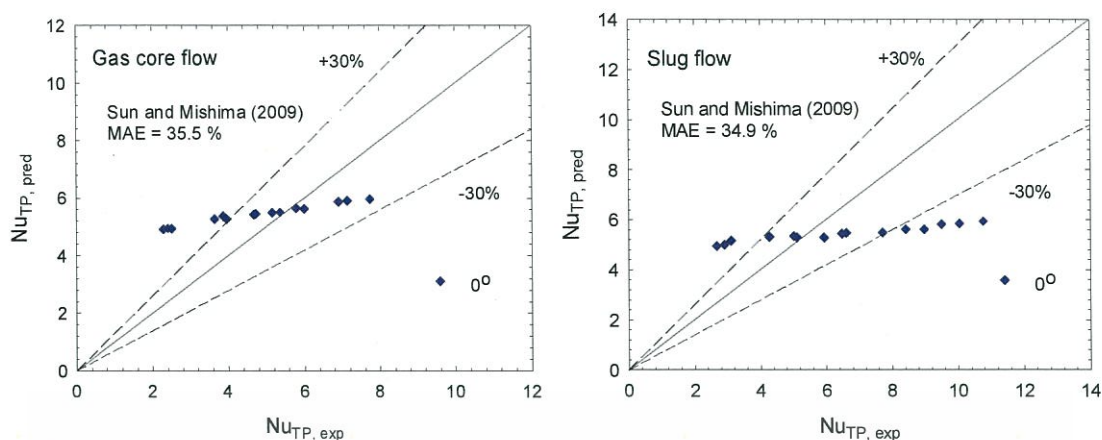 12
10
8
6
4
2
0
Nu_TP, pred
Gas core flow
+30%
Sun and Mishima (2009)
MAE = 35.5 %
-30%
0°
0 2 4 6 8 10 12
Nu_TP, exp
14
12
10
8
6
4
2
0
Nu_TP, pred
Slug flow
+30%
Sun and Mishima (2009)
MAE = 34.9 %
-30%
0°
0 2 4 6 8 10 12 14
Nu_TP, exp